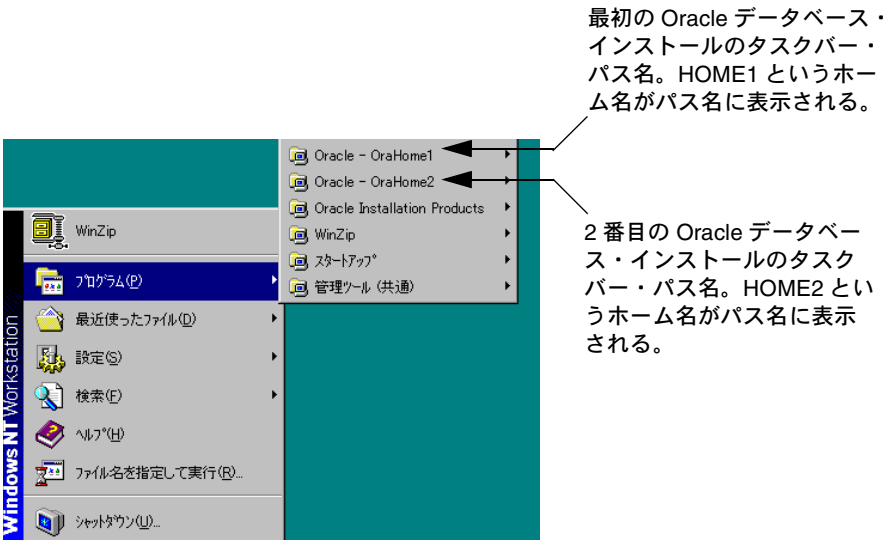 最初の Oracle データベース・
インストールのタスクバー・
パス名。HOME1 というホー
ム名がパス名に表示される。
Oracle - OraHome1
Oracle - OraHome2
Oracle Installation Products
WinZip
ｽﾀｰﾄｱｯﾌﾟ
管理ﾂｰﾙ (共通)
2 番目の Oracle データベー
ス・インストールのタスク
バー・パス名。HOME2 とい
うホーム名がパス名に表示
される。
WinZip
ﾌﾟﾛｸﾞﾗﾑ(P)
最近使ったﾌｧｲﾙ(D)
設定(S)
検索(F)
ﾍﾙﾌﾟ(H)
ﾌｧｲﾙ名を指定して実行(R)...
ｼｬｯﾄﾀﾞｳﾝ(U)...
Windows NT Workstation